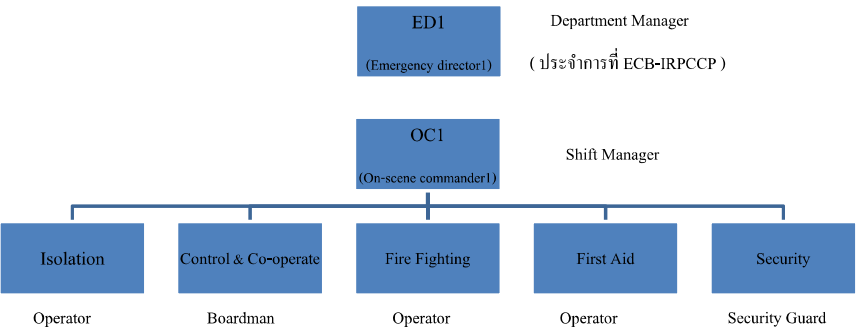 ED1
Department Manager
(Emergency director1)
( ประจำการที่ ECB-IRPCCP )
OC1
Shift Manager
(On-scene commander1)
Isolation
Control & Co-operate
Fire Fighting
First Aid
Security
Operator
Boardman
Operator
Operator
Security Guard